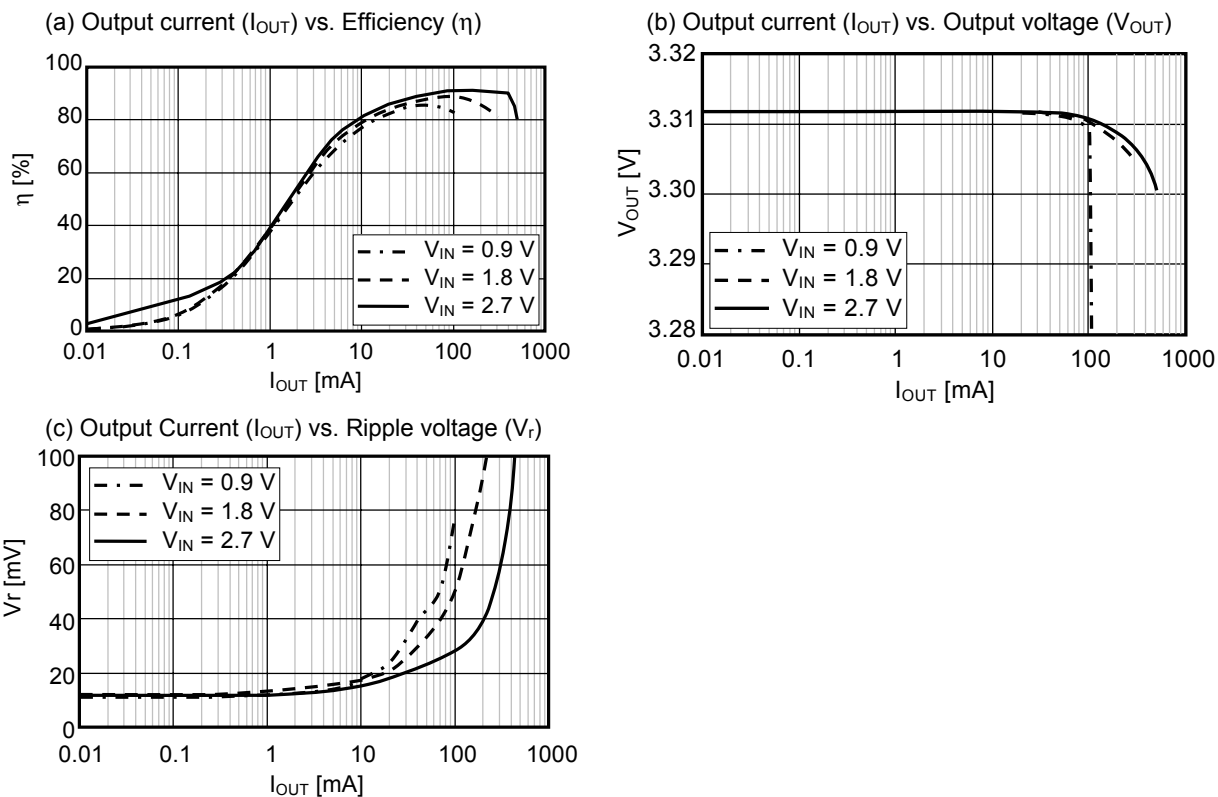 (a) Output current (IOUT) vs. Efficiency (η)
100
80
60
40
20
0
η [%]
VIN = 0.9 V
VIN = 1.8 V
VIN = 2.7 V
0.01 0.1 1 10 100 1000
IOUT [mA]
(b) Output current (IOUT) vs. Output voltage (VOUT)
3.32
3.31
3.30
3.29
3.28
VOUT [V]
VIN = 0.9 V
VIN = 1.8 V
VIN = 2.7 V
0.01 0.1 1 10 100 1000
IOUT [mA]
(c) Output Current (IOUT) vs. Ripple voltage (Vr)
100
80
60
40
20
0
Vr [mV]
VIN = 0.9 V
VIN = 1.8 V
VIN = 2.7 V
0.01 0.1 1 10 100 1000
IOUT [mA]